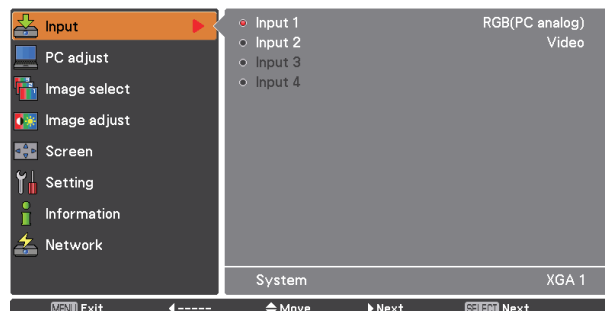 Input
PC adjust
Image select
Image adjust
Screen
Setting
Information
Network
Input 1 RGB(PC analog)
Input 2 Video
Input 3
Input 4
System XGA 1
MENU Exit ----- Move Next SELECT Next